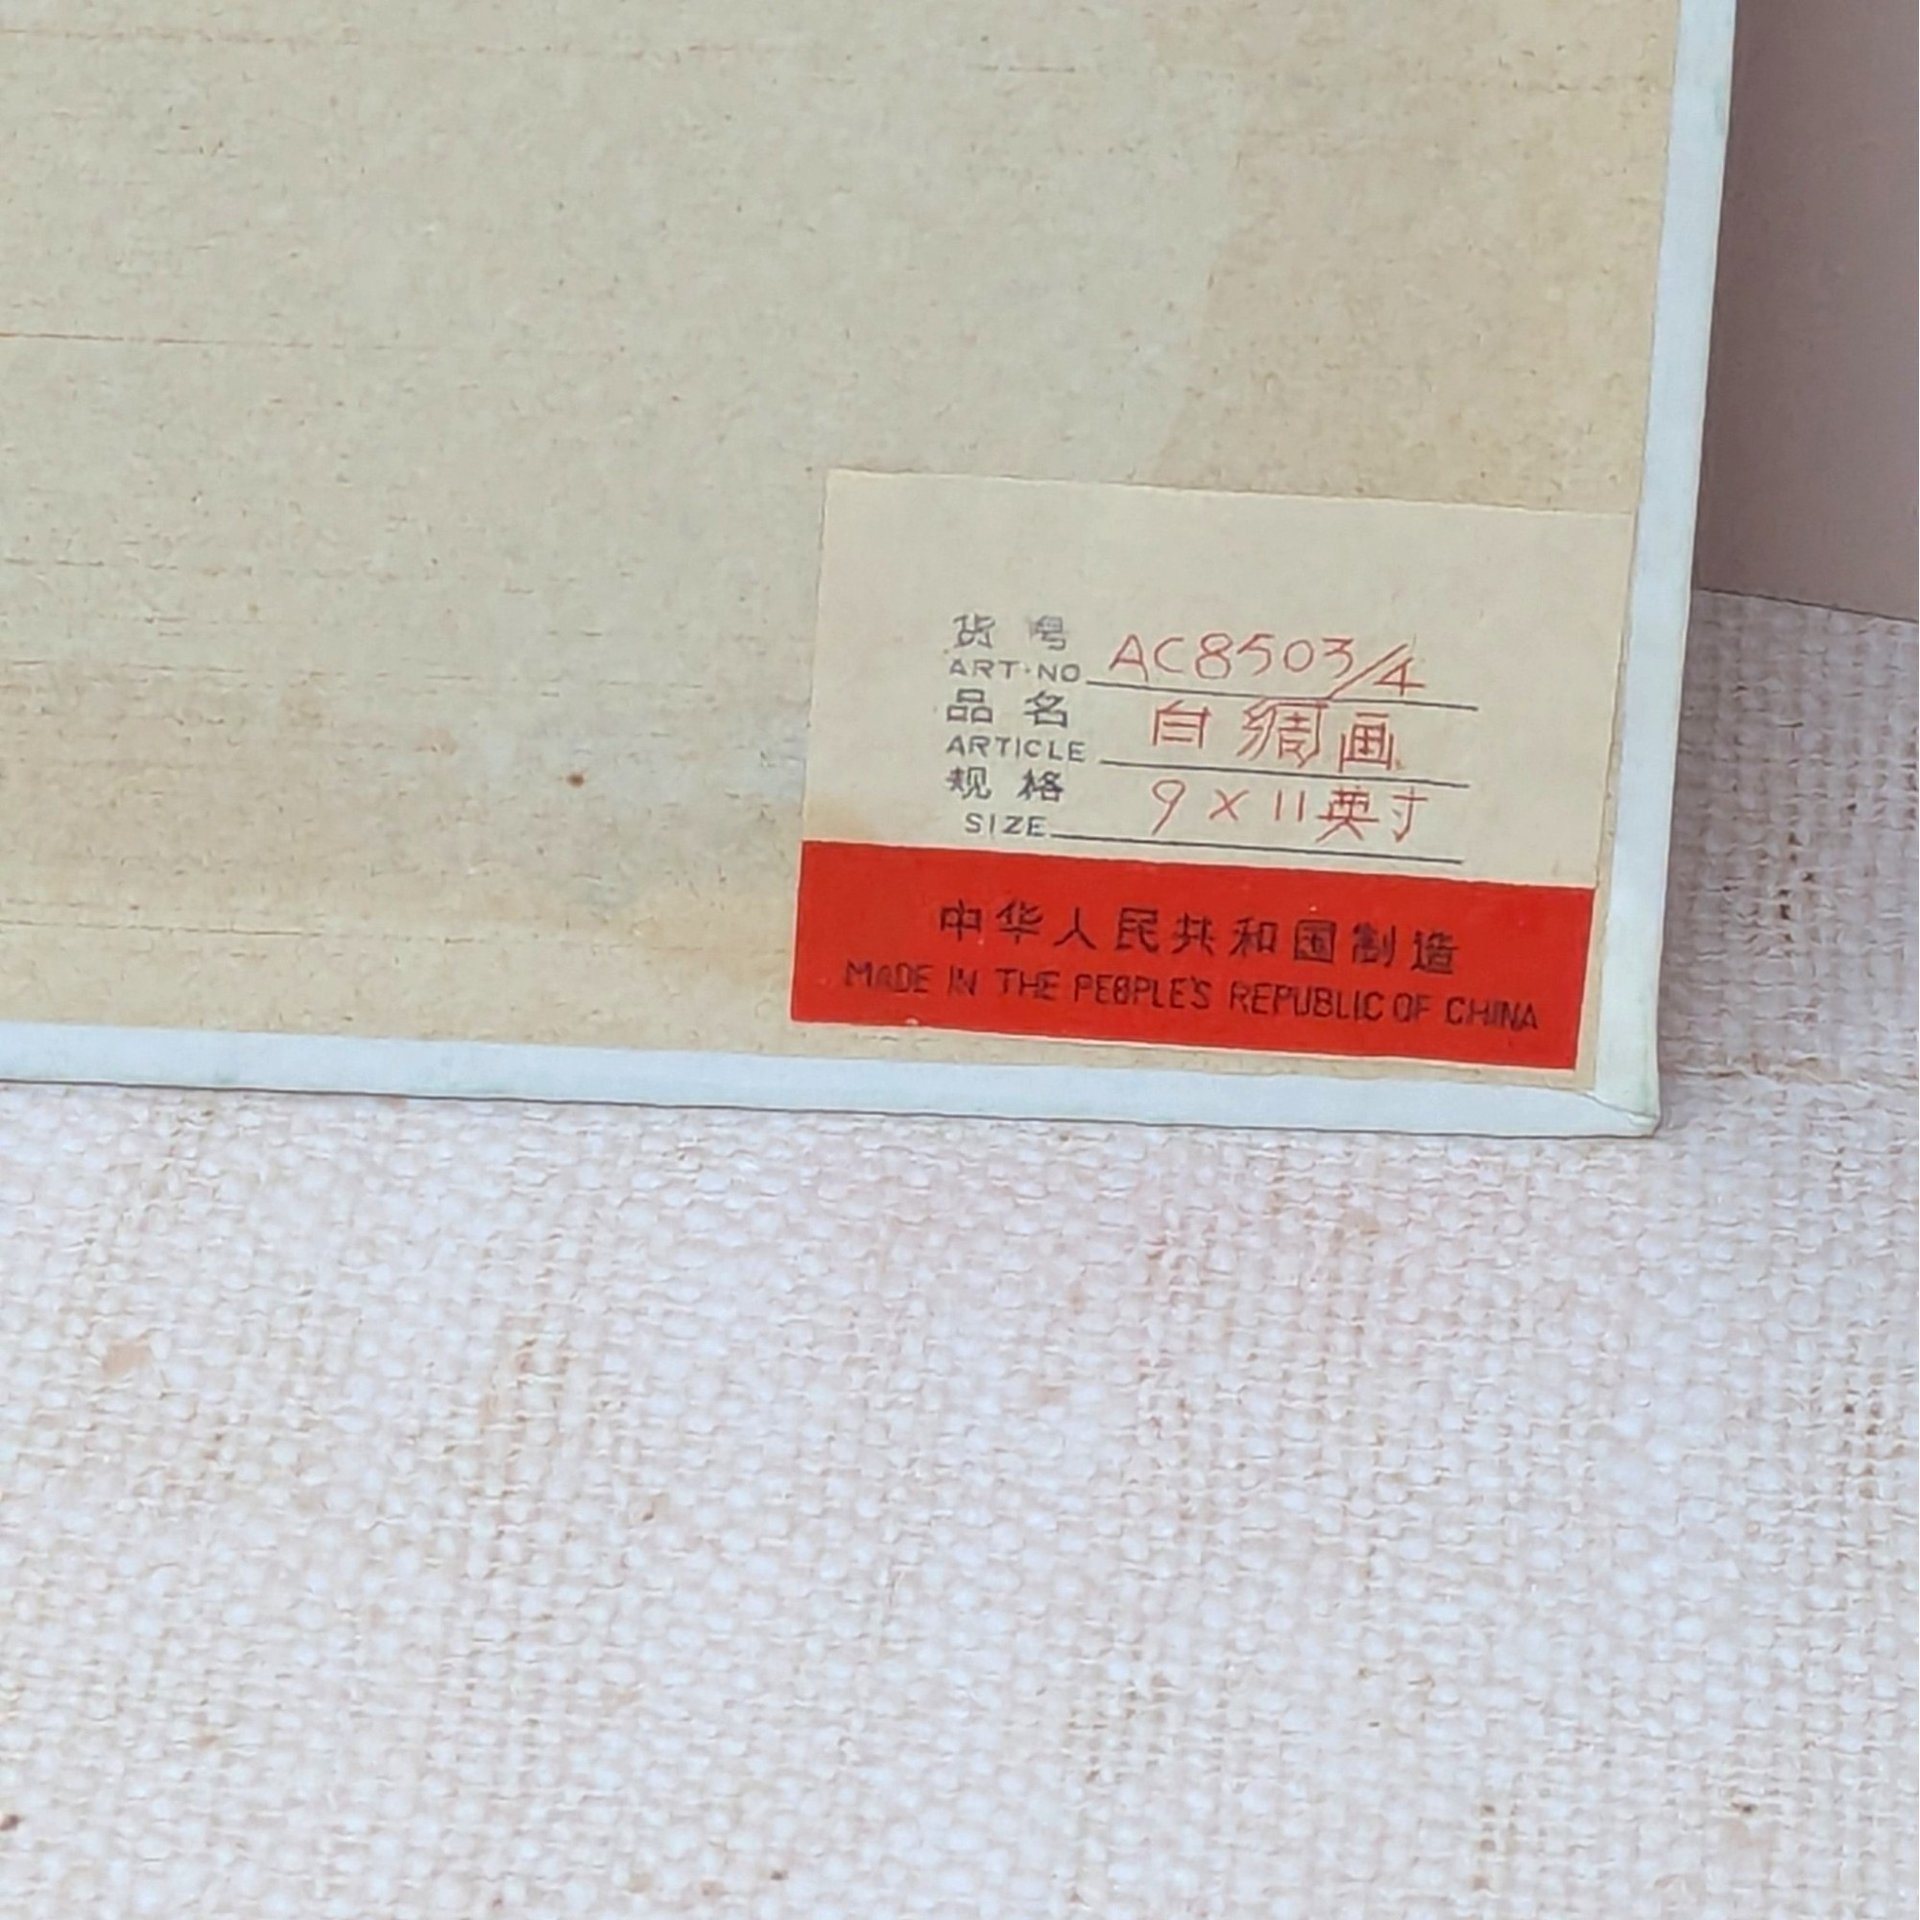 货号
ART·NO AC8503/4
品名
ARTICLE 白绸画
规格
SIZE 9×11英寸
中华人民共和国制造
MADE IN THE PEOPLE'S REPUBLIC OF CHINA